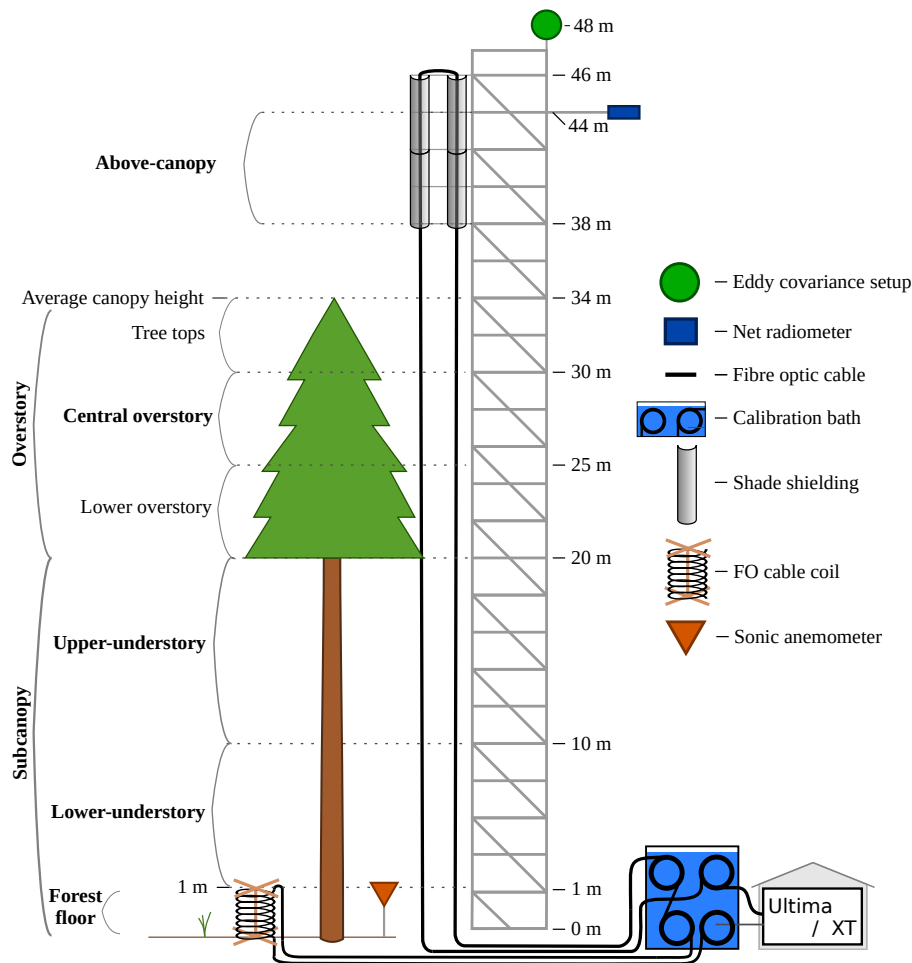 48 m
46 m
44 m
Above-canopy
38 m
Eddy covariance setup
Average canopy height
34 m
Tree tops
Net radiometer
30 m
Fibre optic cable
Overstory
Central overstory
Calibration bath
25 m
Shade shielding
Lower overstory
20 m
FO cable coil
Upper-understory
Sonic anemometer
Subcanopy
10 m
Lower-understory
1 m
1 m
Forest
floor
0 m
Ultima
/ XT